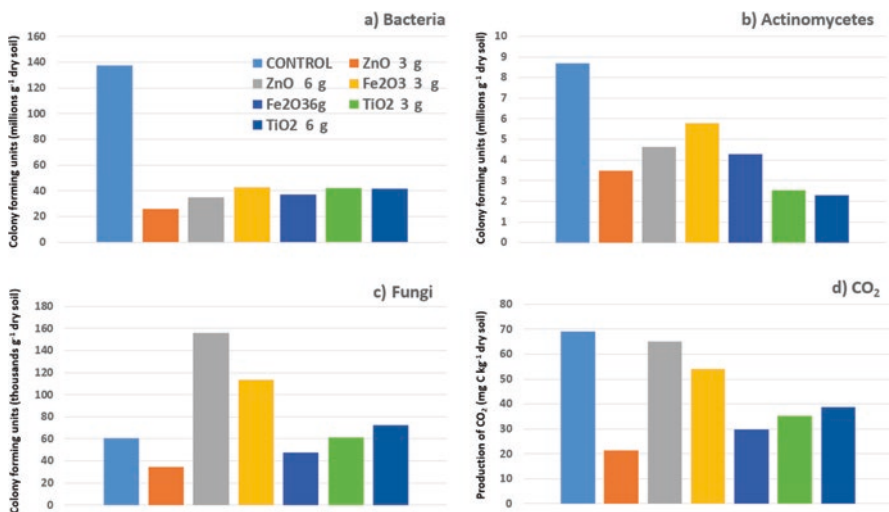 a) Bacteria
Colony forming units (millions g⁻¹ dry soil)
160
140
120
100
80
60
40
20
0
CONTROL
ZnO 3 g
ZnO 6 g
Fe2O3 3 g
Fe2O36g
TiO2 3 g
TiO2 6 g
b) Actinomycetes
Colony forming units (millions g⁻¹ dry soil)
10
9
8
7
6
5
4
3
2
1
0
c) Fungi
Colony forming units (thousands g⁻¹ dry soil)
180
160
140
120
100
80
60
40
20
0
d) CO₂
Production of CO₂ (mg C kg⁻¹ dry soil)
80
70
60
50
40
30
20
10
0